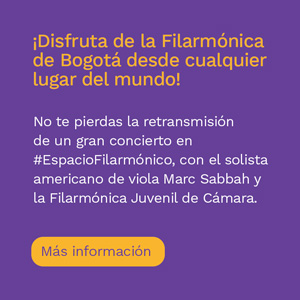 ¡Disfruta de la Filarmónica
de Bogotá desde cualquier
lugar del mundo!
No te pierdas la retransmisión
de un gran concierto en
#EspacioFilarmónico, con el solista
americano de viola Marc Sabbah y
la Filarmónica Juvenil de Cámara.
Más información